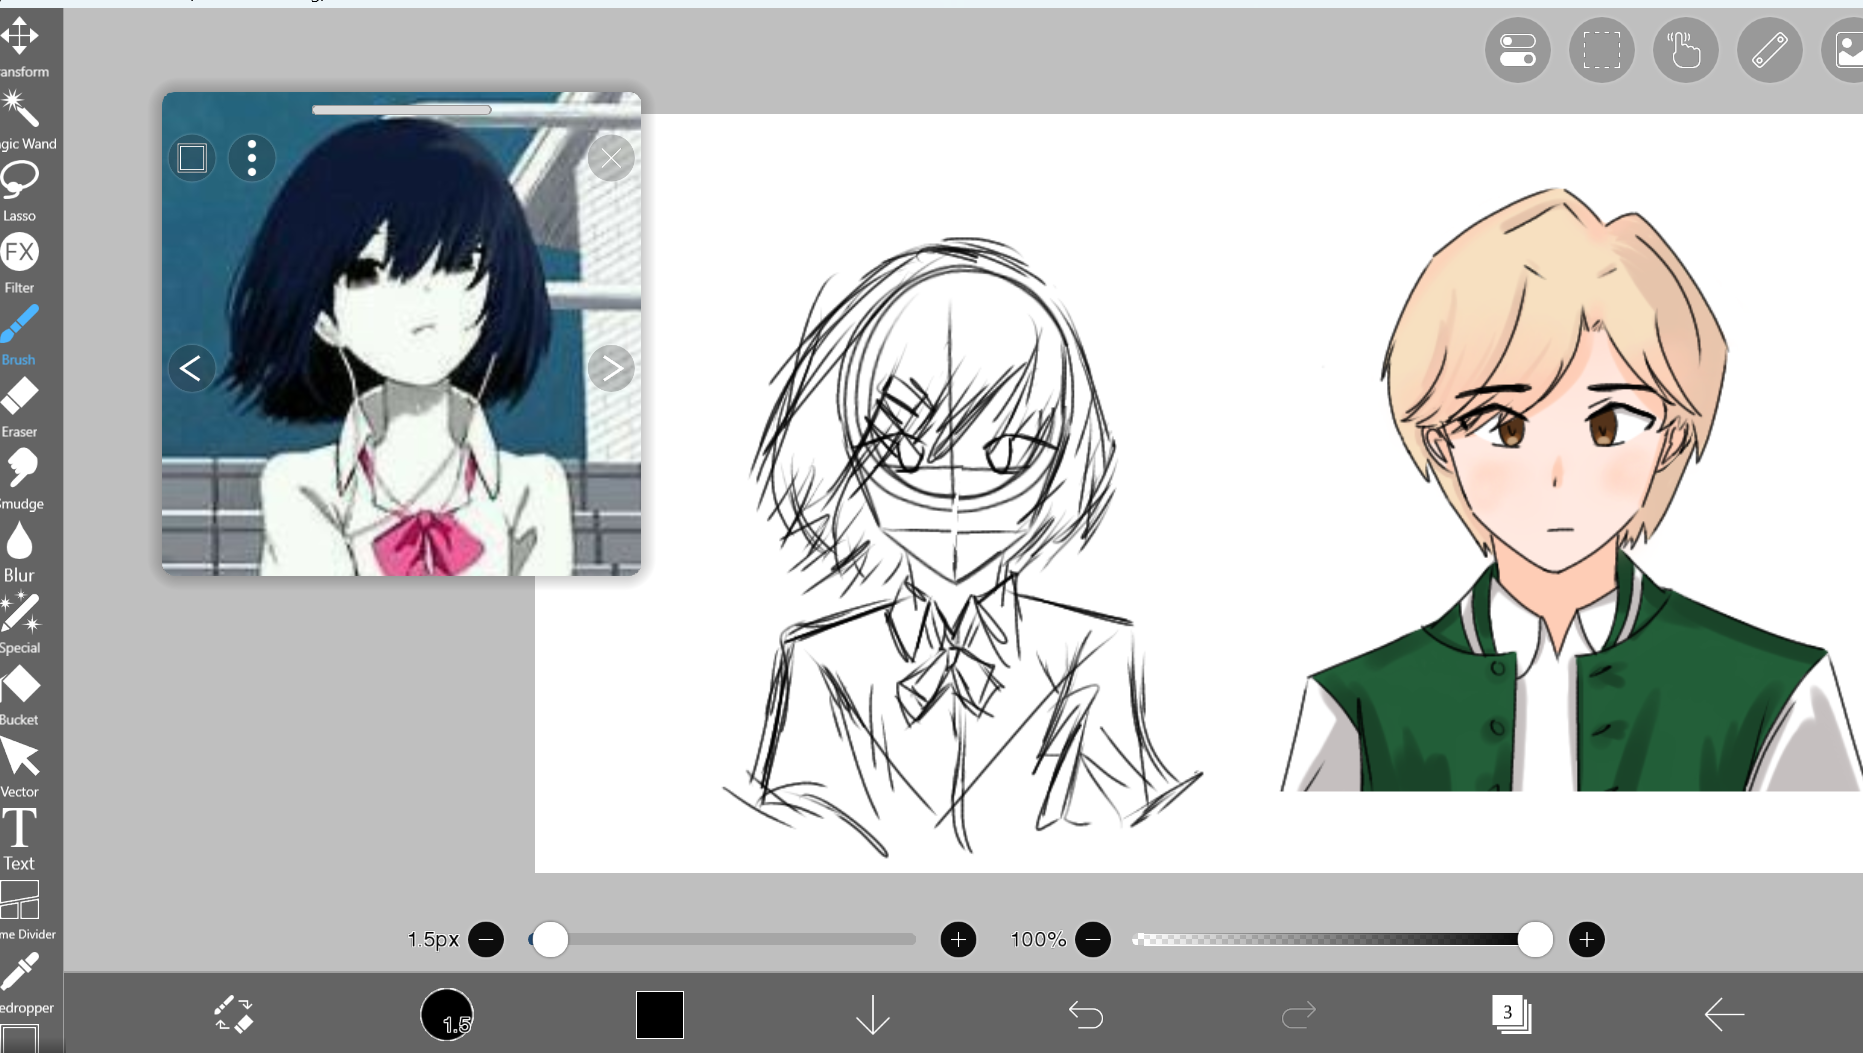 ansform
gic Wand
Lasso
FX
Filter
Brush
Eraser
Smudge
Blur
Special
Bucket
Vector
T
Text
me Divider
edropper
1.5px
100%
1.5
3